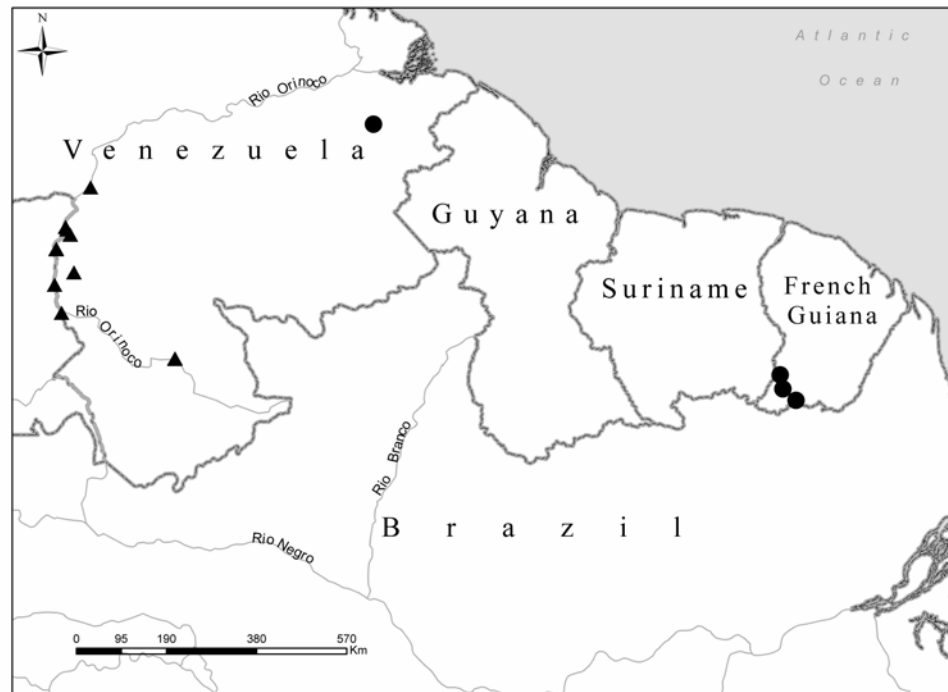 N
Atlantic
Ocean
Rio Orinoco
Venezuela
Guyana
Suriname
French
Guiana
Rio Orinoco
Rio Branco
Brazil
Rio Negro
0 95 190 380 570
Km